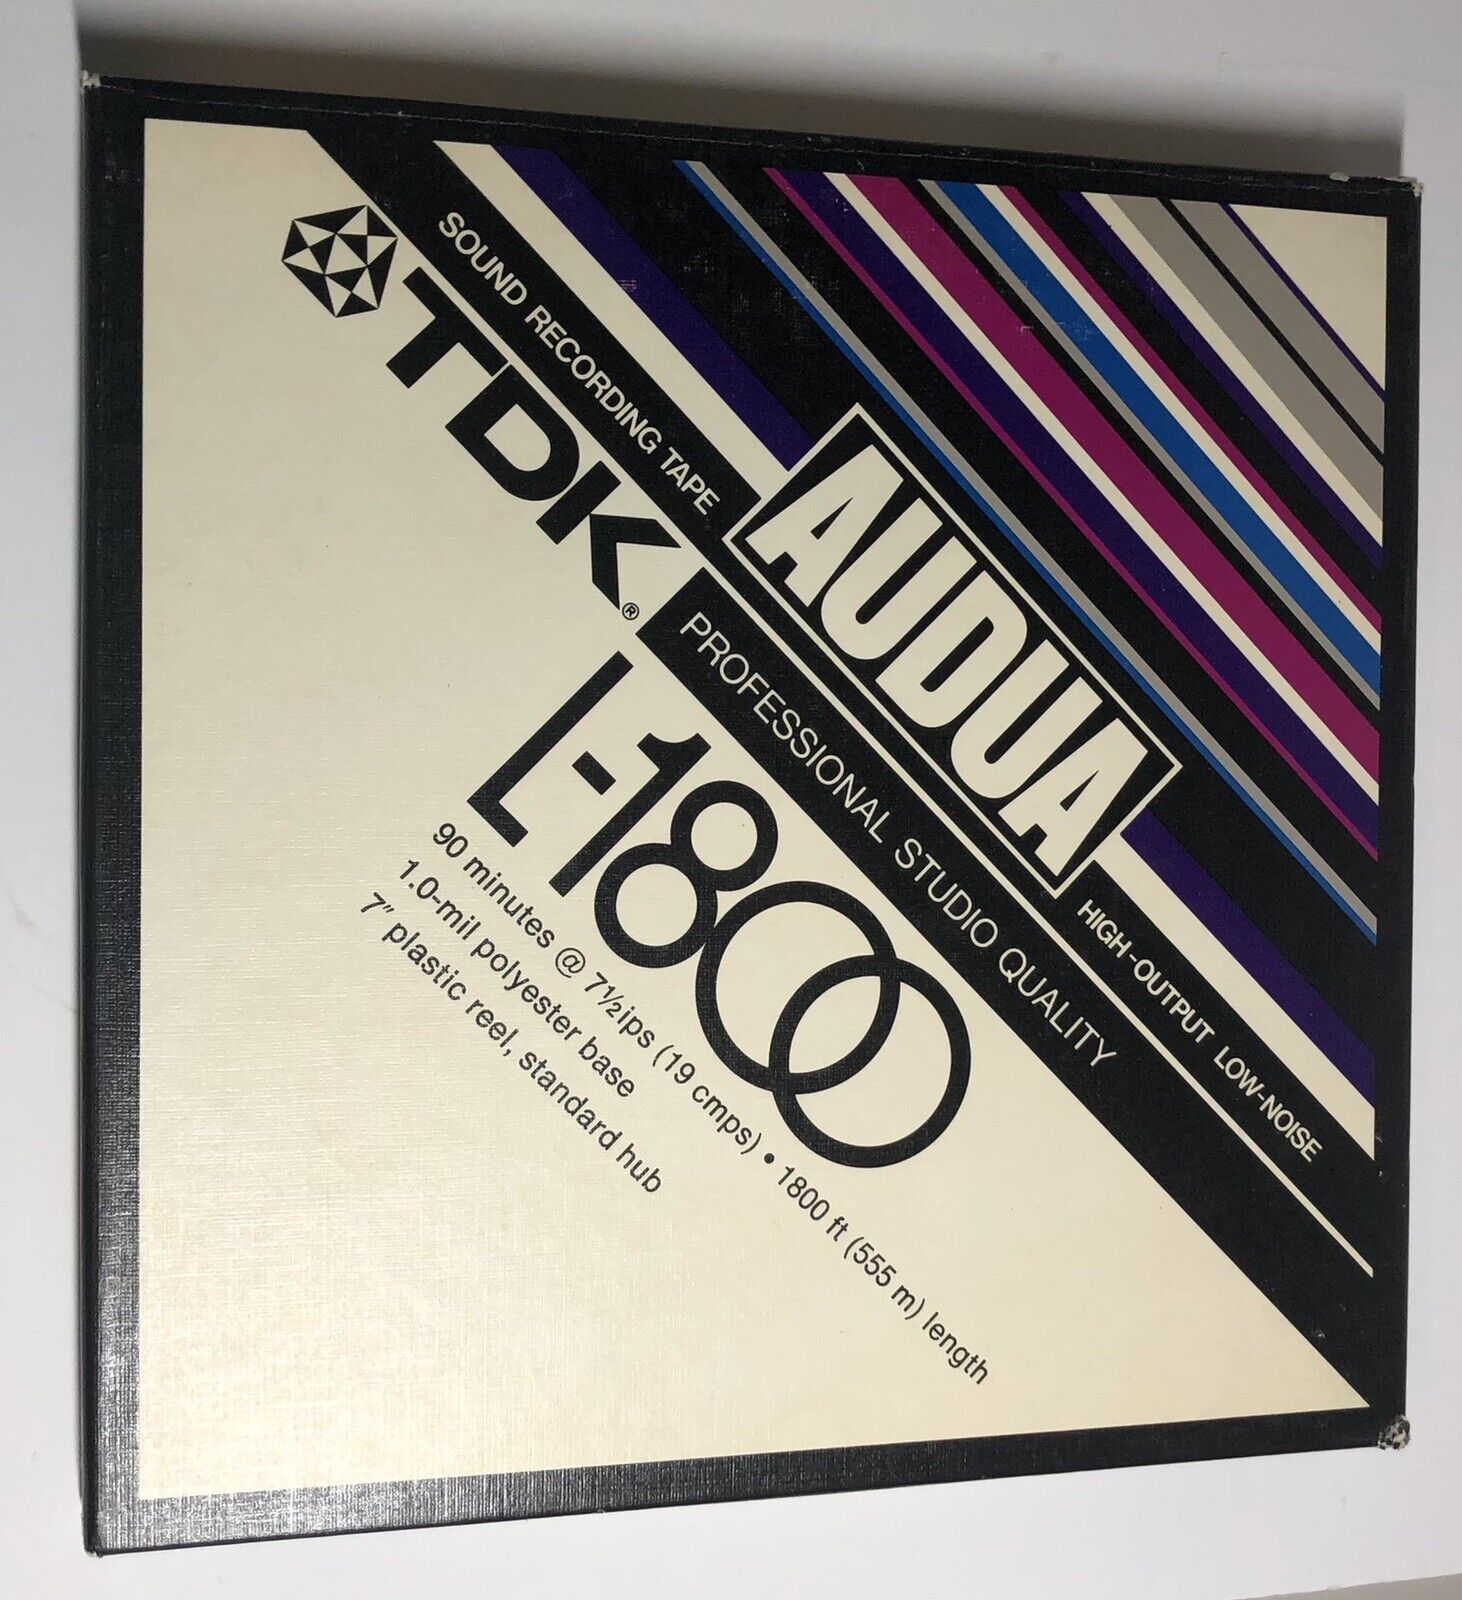 SOUND RECORDING TAPE
AUDUA
HIGH-OUTPUT LOW-NOISE
TDK®
PROFESSIONAL STUDIO QUALITY
L-1800
90 minutes @ 7½ips (19 cmps) • 1800 ft (555 m) length
1.0-mil polyester base
7" plastic reel, standard hub